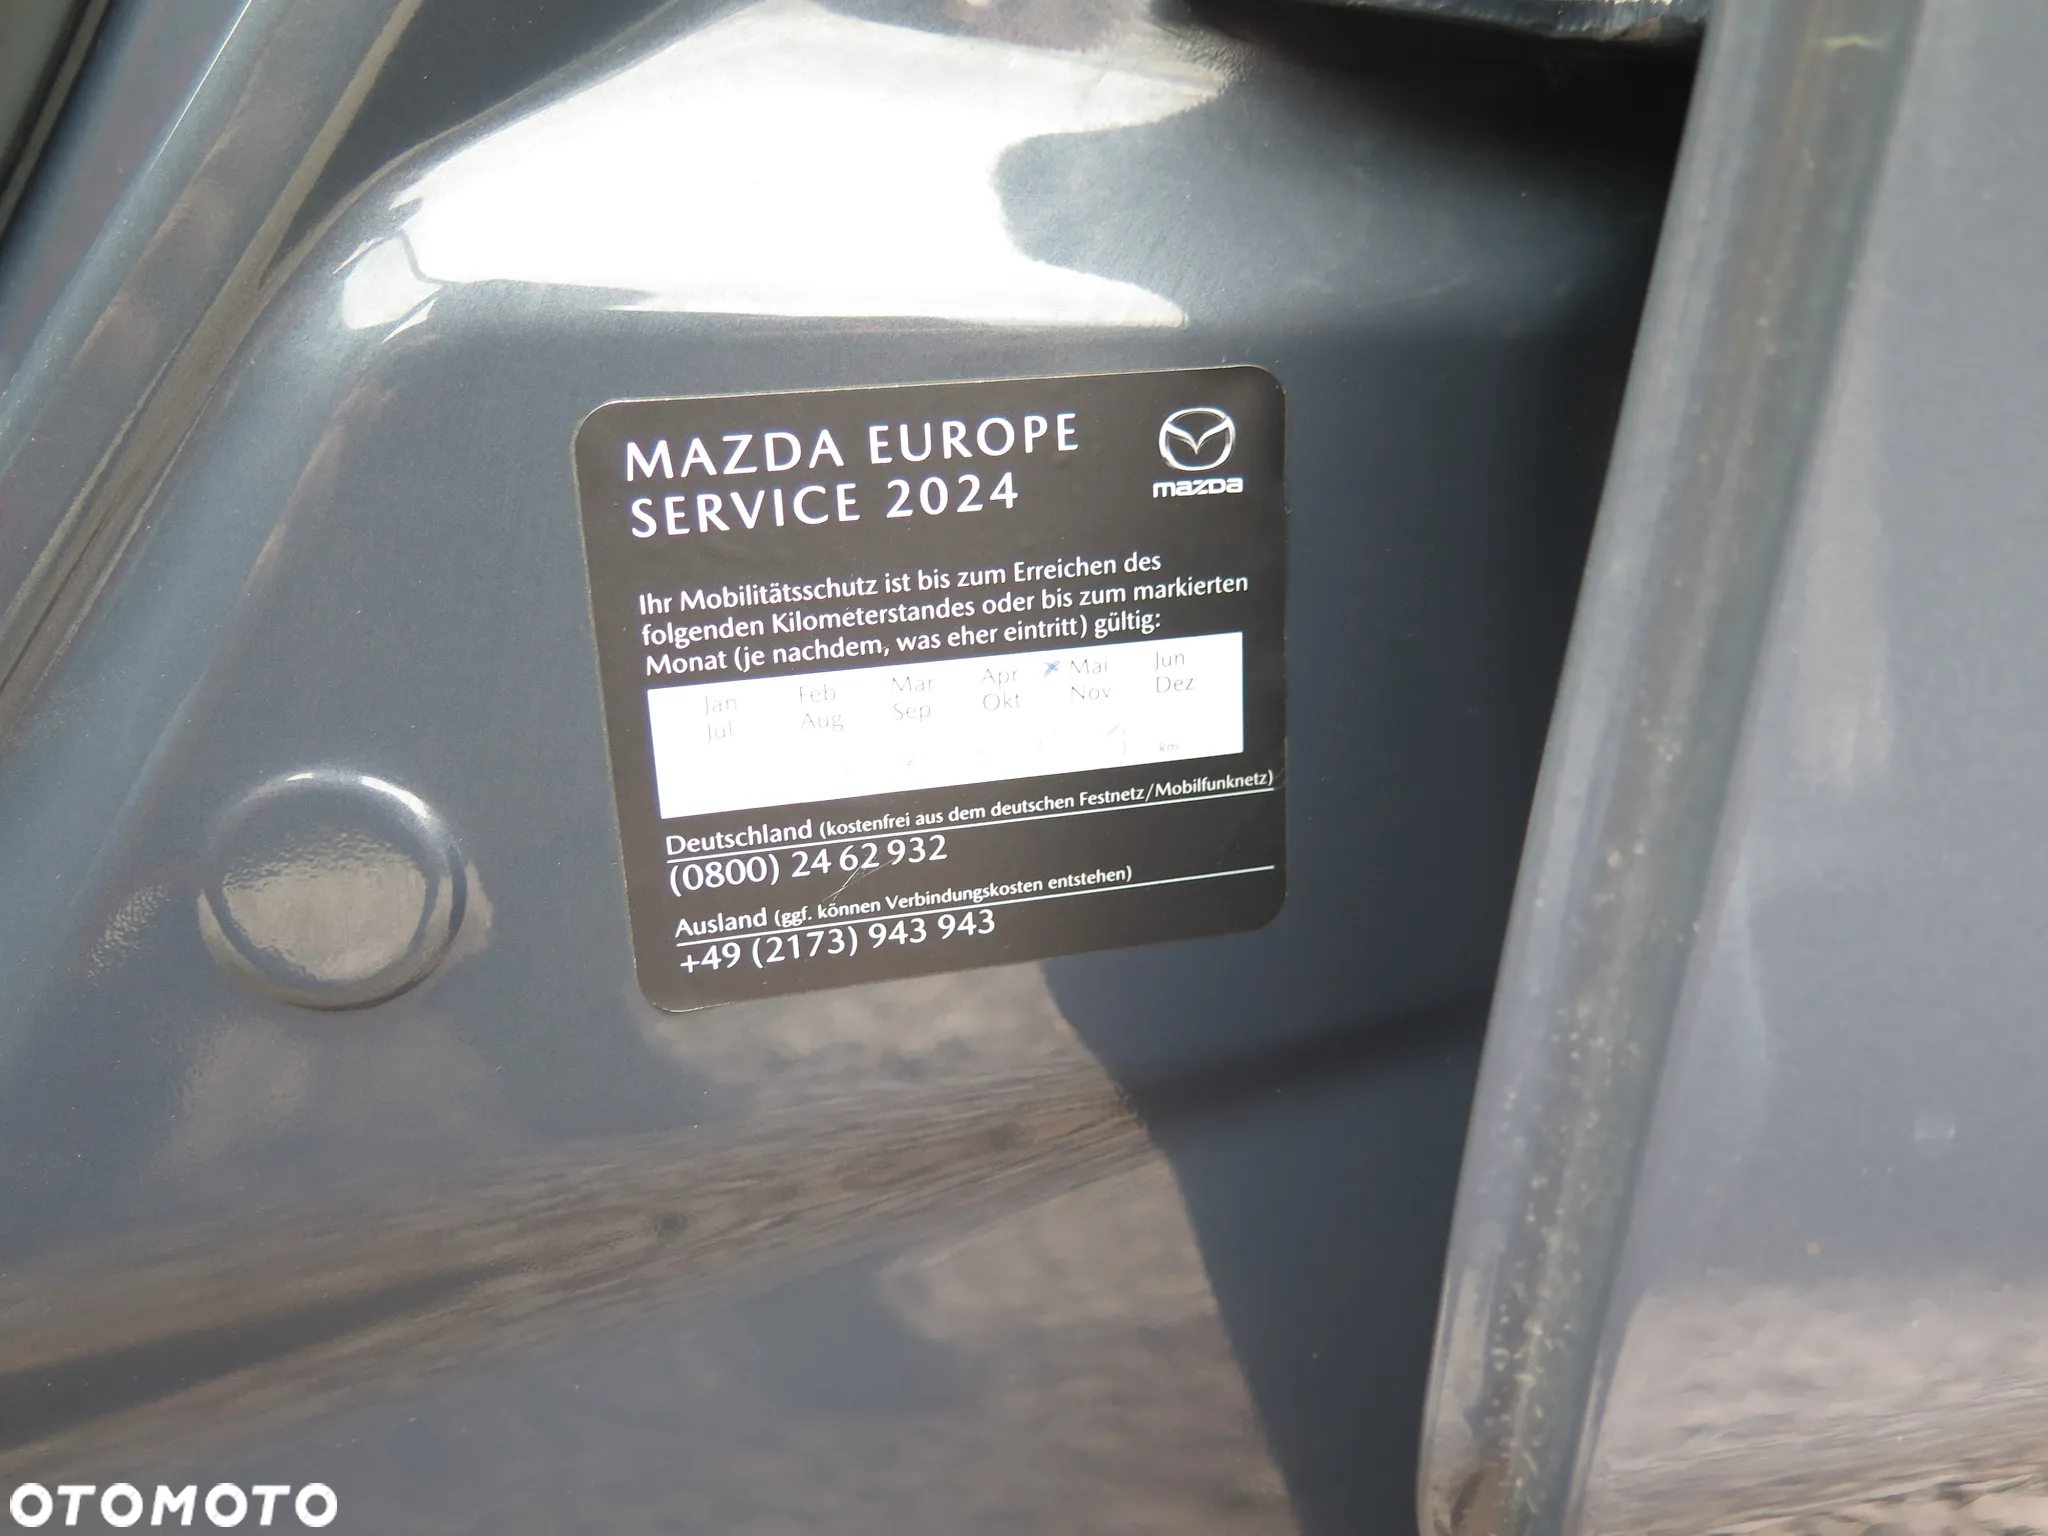 MAZDA EUROPE
SERVICE 2024
mazda
Ihr Mobilitätsschutz ist bis zum Erreichen des
folgenden Kilometerstandes oder bis zum markierten
Monat (je nachdem, was eher eintritt) gültig:
Jan Feb Mar Apr x Mai Jun
Jul Aug Sep Okt Nov Dez
km
Deutschland (kostenfrei aus dem deutschen Festnetz/Mobilfunknetz)
(0800) 24 62 932
Ausland (ggf. können Verbindungskosten entstehen)
+49 (2173) 943 943
OTOMOTO